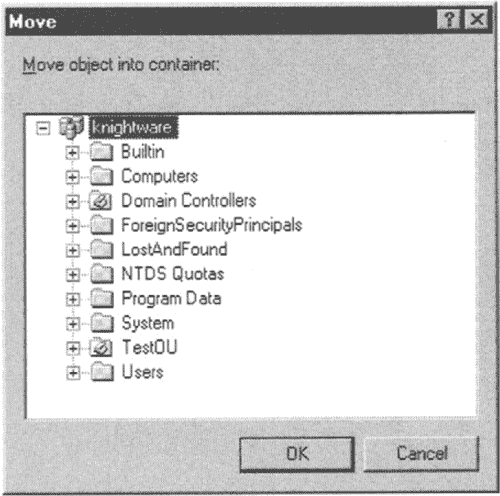 Move
Move object into container:
knightware
Builtin
Computers
Domain Controllers
ForeignSecurityPrincipals
LostAndFound
NTDS Quotas
Program Data
System
TestOU
Users
OK Cancel